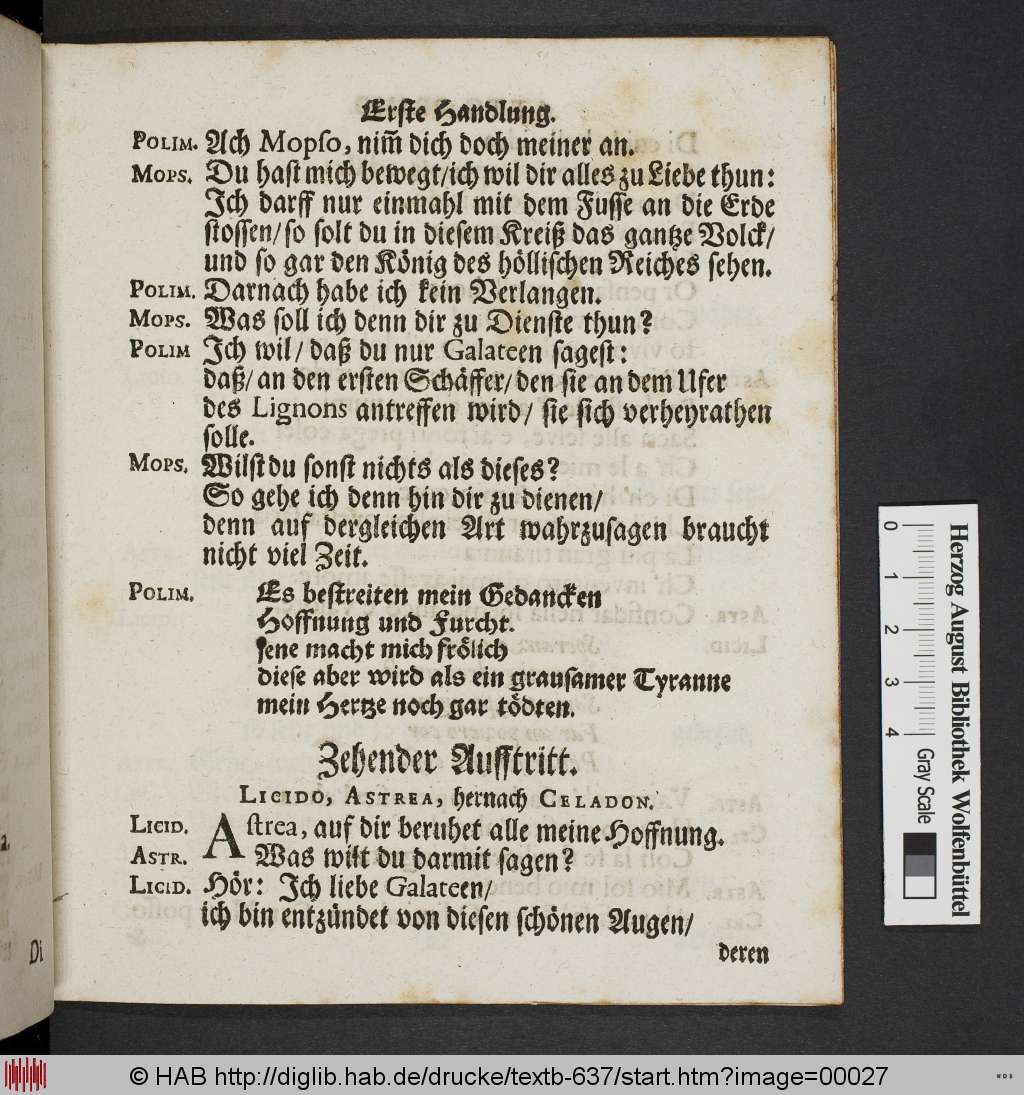 Erſte Handlung.
POLIM. Ach Mopſo, nim̃ dich doch meiner an.
MOPS. Du haſt mich bewegt/ich wil dir alles zu Liebe thun:
Ich darff nur einmahl mit dem Fuſſe an die Erde
ſtoſſen/ſo ſolt du in dieſem Kreiß das gantze Volck/
und ſo gar den König des hölliſchen Reiches ſehen.
POLIM. Darnach habe ich kein Verlangen.
MOPS. Was ſoll ich denn dir zu Dienſte thun?
POLIM Ich wil/ daß du nur Galateen ſageſt:
daß/an den erſten Schäffer/den ſie an dem Ufer
des Lignons antreffen wird/ ſie ſich verheyrathen
ſolle.
MOPS. Wilſt du ſonſt nichts als dieſes?
So gehe ich denn hin dir zu dienen/
denn auf dergleichen Art wahrzuſagen braucht
nicht viel Zeit.
POLIM. Es beſtreiten mein Gedancken
Hoffnung und Furcht.
Jene macht mich frölich
dieſe aber wird als ein grauſamer Tyranne
mein Hertze noch gar tödten.
Zehender Aufftritt.
LICIDO, ASTREA, hernach CELADON.
LICID. Aſtrea, auf dir beruhet alle meine Hoffnung.
ASTR. Was wilt du darmit ſagen?
LICID. Hör: Ich liebe Galateen/
ich bin entzündet von dieſen ſchönen Augen/
deren
Di
0 1 2 3 4
Gray Scale
Herzog August Bibliothek Wolfenbüttel
© HAB http://diglib.hab.de/drucke/textb-637/start.htm?image=00027